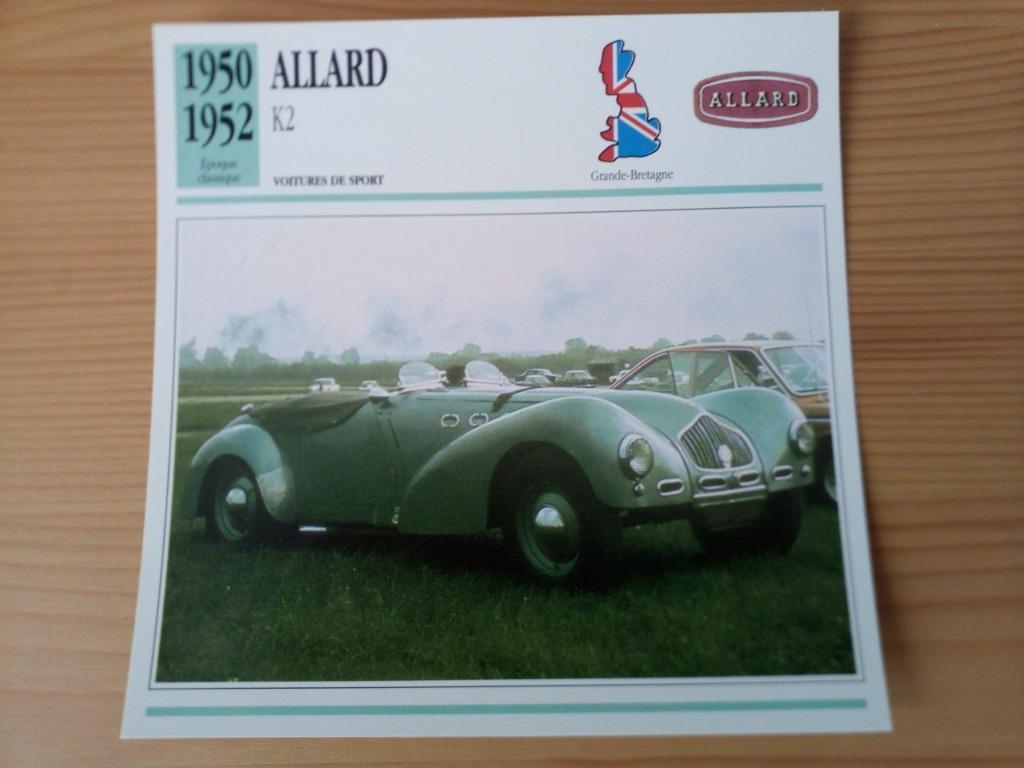 1950
1952
Époque
classique
ALLARD
K2
VOITURES DE SPORT
Grande-Bretagne
ALLARD